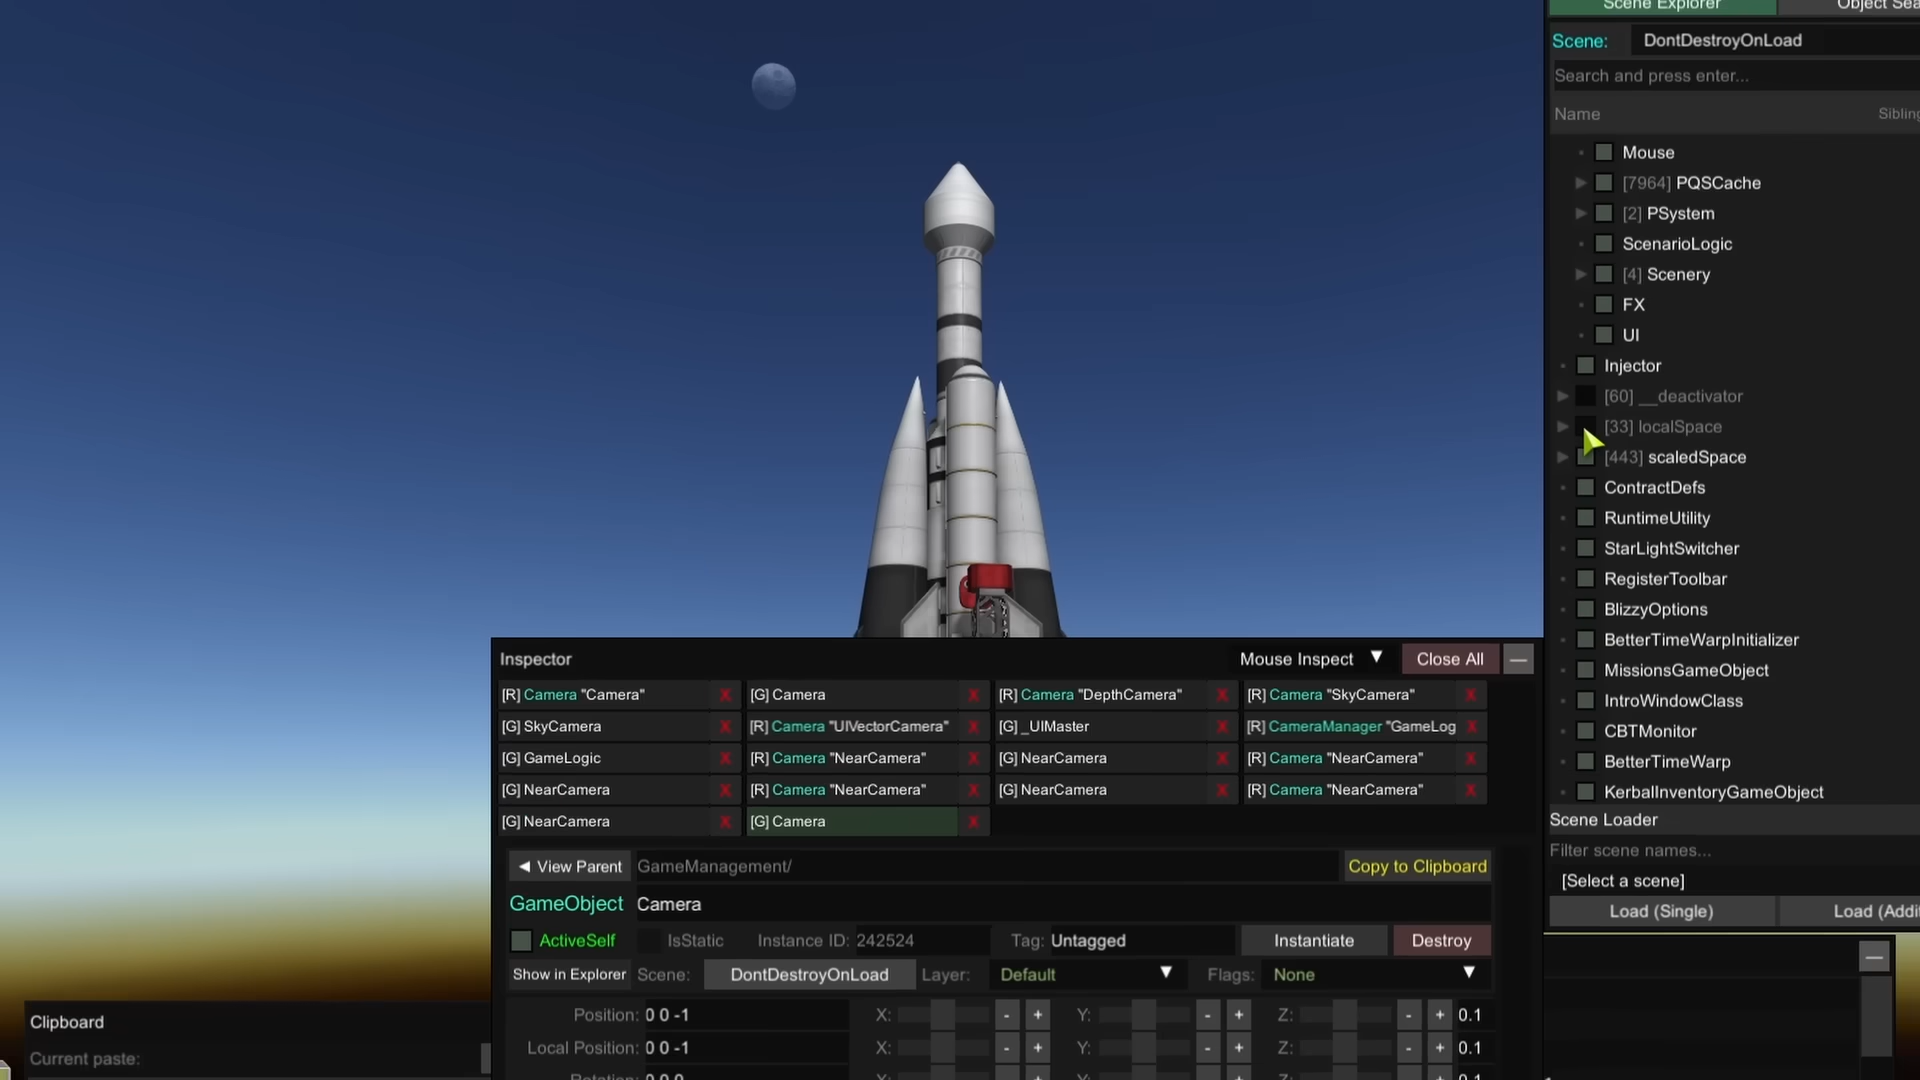 Scene Explorer
Object Sea
Scene: DontDestroyOnLoad
Search and press enter...
Name Sibling
Mouse
[7964] PQSCache
[2] PSystem
ScenarioLogic
[4] Scenery
FX
UI
Injector
[60] __deactivator
[33] localSpace
[443] scaledSpace
ContractDefs
RuntimeUtility
StarLightSwitcher
RegisterToolbar
BlizzyOptions
BetterTimeWarpInitializer
MissionsGameObject
IntroWindowClass
CBTMonitor
BetterTimeWarp
KerbalInventoryGameObject
Scene Loader
Filter scene names...
[Select a scene]
Load (Single) Load (Addi
Inspector Mouse Inspect ▼ Close All —
[R] Camera "Camera" X [G] Camera X [R] Camera "DepthCamera" X [R] Camera "SkyCamera" X
[G] SkyCamera X [R] Camera "UIVectorCamera" X [G] _UIMaster X [R] CameraManager "GameLog X
[G] GameLogic X [R] Camera "NearCamera" X [G] NearCamera X [R] Camera "NearCamera" X
[G] NearCamera X [R] Camera "NearCamera" X [G] NearCamera X [R] Camera "NearCamera" X
[G] NearCamera X [G] Camera X
◄ View Parent GameManagement/ Copy to Clipboard
GameObject Camera
ActiveSelf IsStatic Instance ID: 242524 Tag: Untagged Instantiate Destroy
Show in Explorer Scene: DontDestroyOnLoad Layer: Default ▼ Flags: None ▼
Position: 0 0 -1 X: - + Y: - + Z: - + 0.1
Local Position: 0 0 -1 X: - + Y: - + Z: - + 0.1
Clipboard
Current paste: